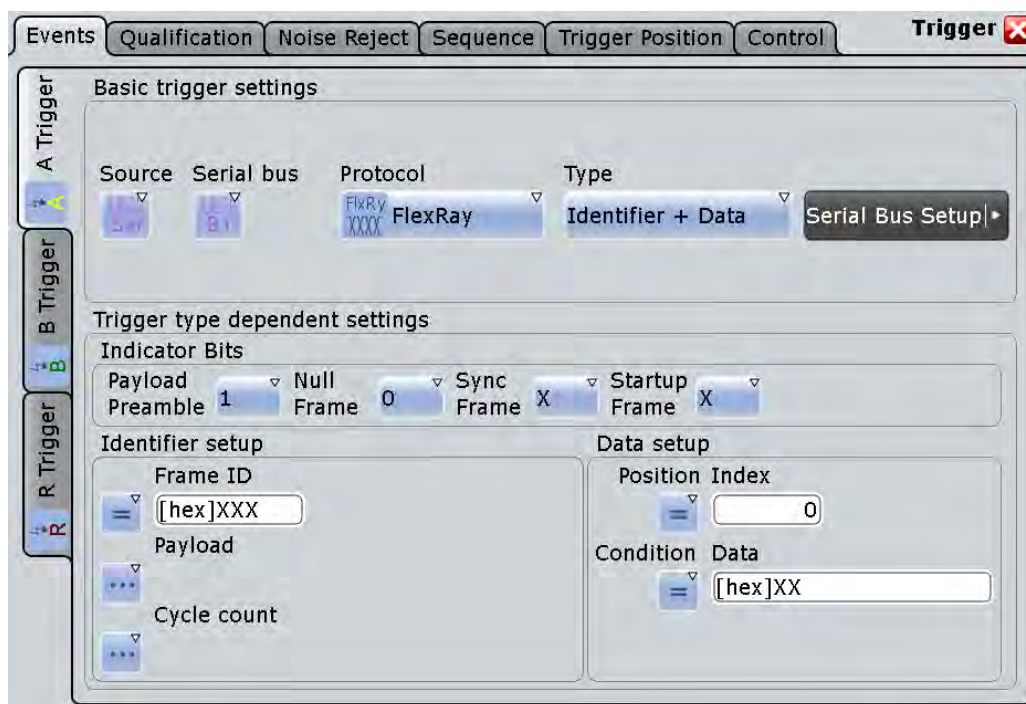 Events Qualification Noise Reject Sequence Trigger Position Control Trigger
A Trigger
A
B Trigger
B
R Trigger
R
Basic trigger settings
Source Serial bus Protocol Type
FlxRy
XXXX
FlexRay
Identifier + Data
Serial Bus Setup
Trigger type dependent settings
Indicator Bits
Payload Preamble 1
Null Frame 0
Sync Frame X
Startup Frame X
Identifier setup
Frame ID
= [hex]XXX
Payload
...
Cycle count
...
Data setup
Position Index
= 0
Condition Data
= [hex]XX